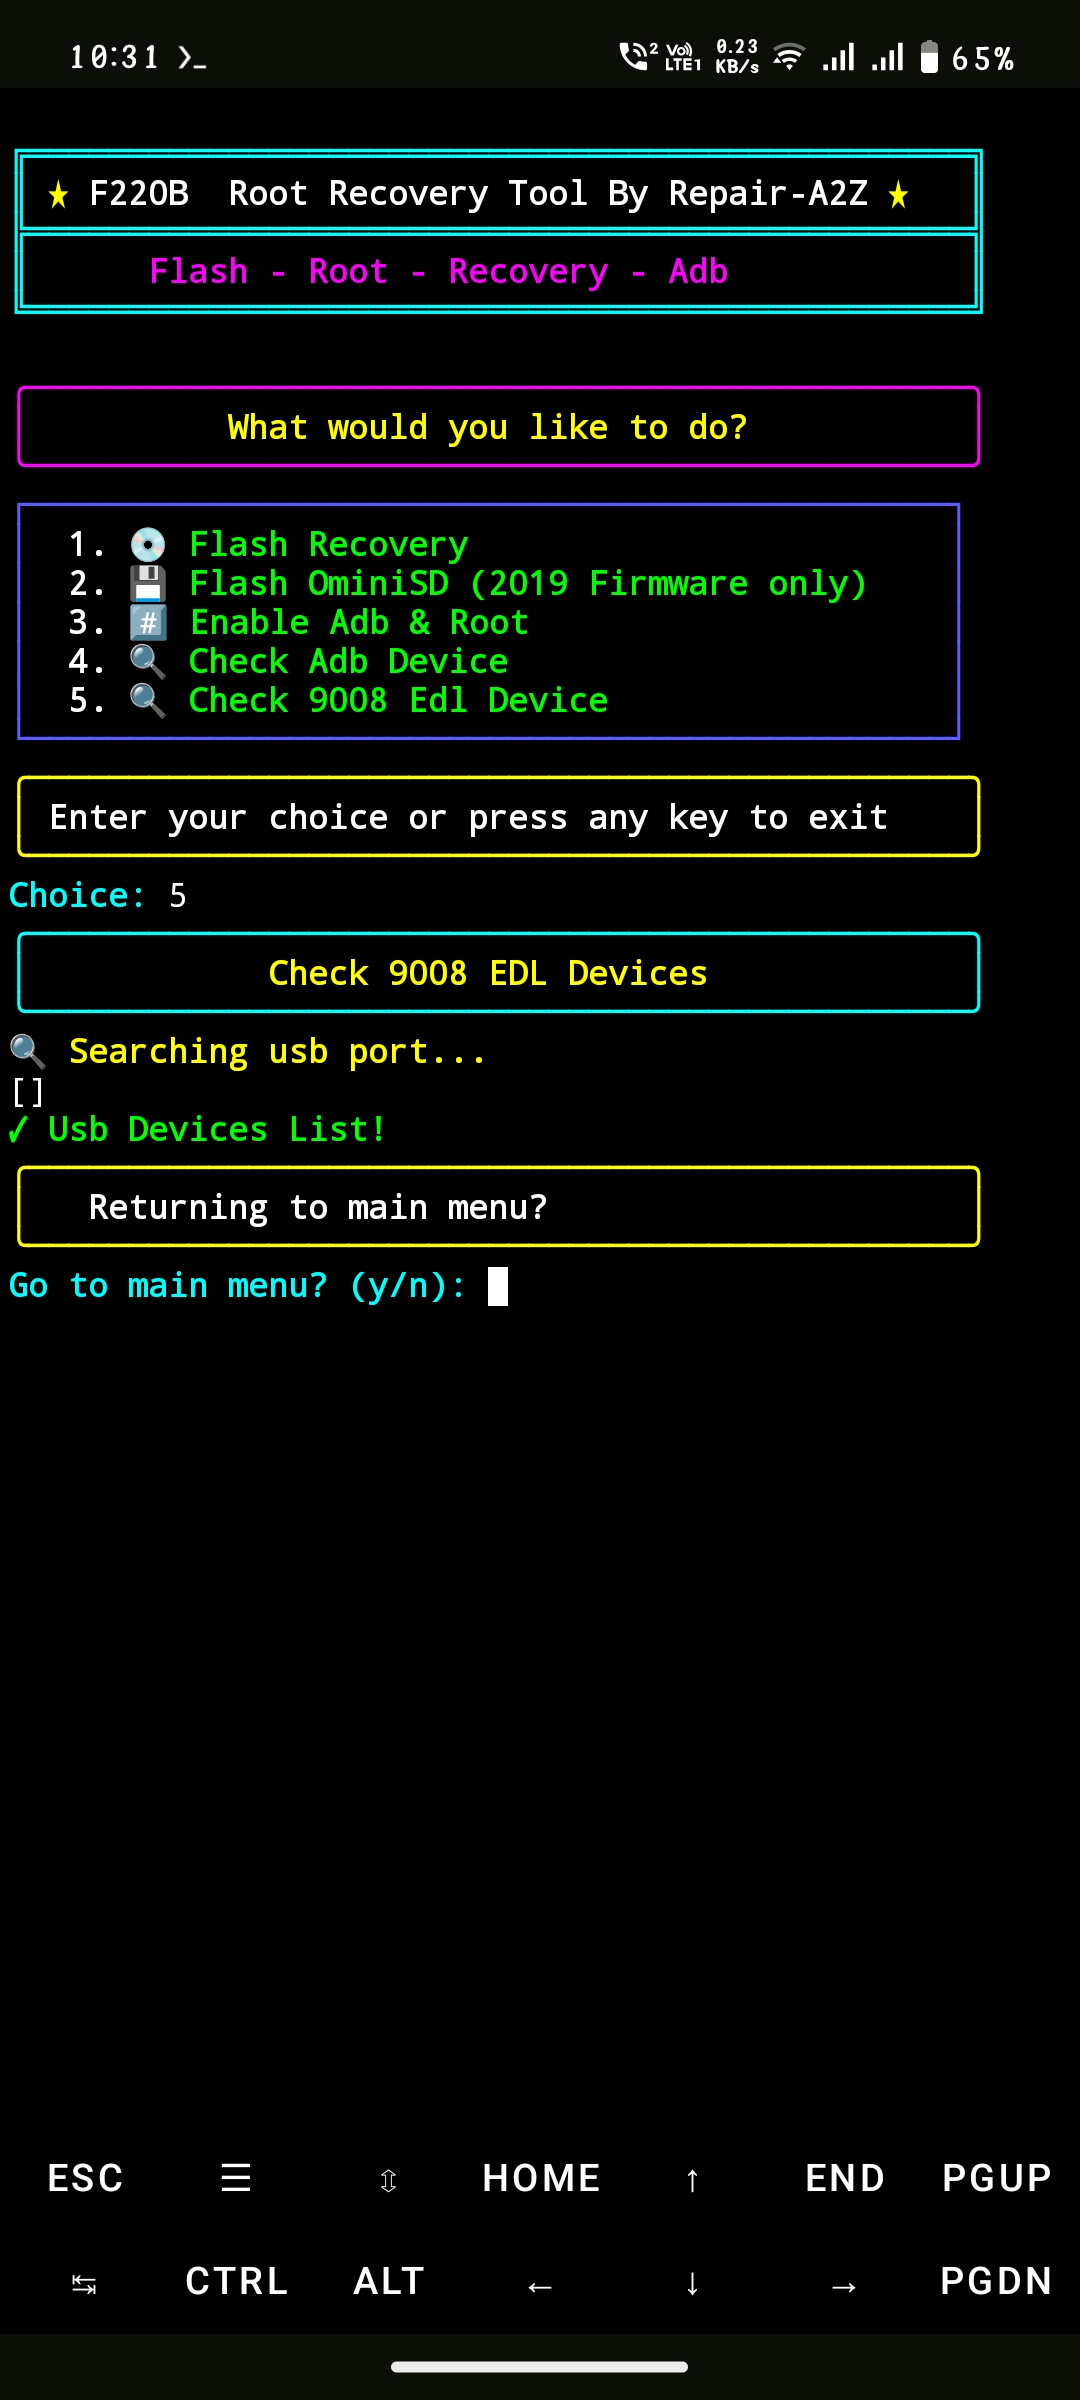 10:31 >_ 2 Vo) LTE1 0.23 KB/s 65%
★ F220B Root Recovery Tool By Repair-A2Z ★
Flash - Root - Recovery - Adb
What would you like to do?
1. 💿 Flash Recovery
2. 💾 Flash OminiSD (2019 Firmware only)
3. #️⃣ Enable Adb & Root
4. 🔍 Check Adb Device
5. 🔍 Check 9008 Edl Device
Enter your choice or press any key to exit
Choice: 5
Check 9008 EDL Devices
🔍 Searching usb port...
[]
✓ Usb Devices List!
Returning to main menu?
Go to main menu? (y/n):
ESC ☰ ⇳ HOME ↑ END PGUP
↹ CTRL ALT ← ↓ → PGDN